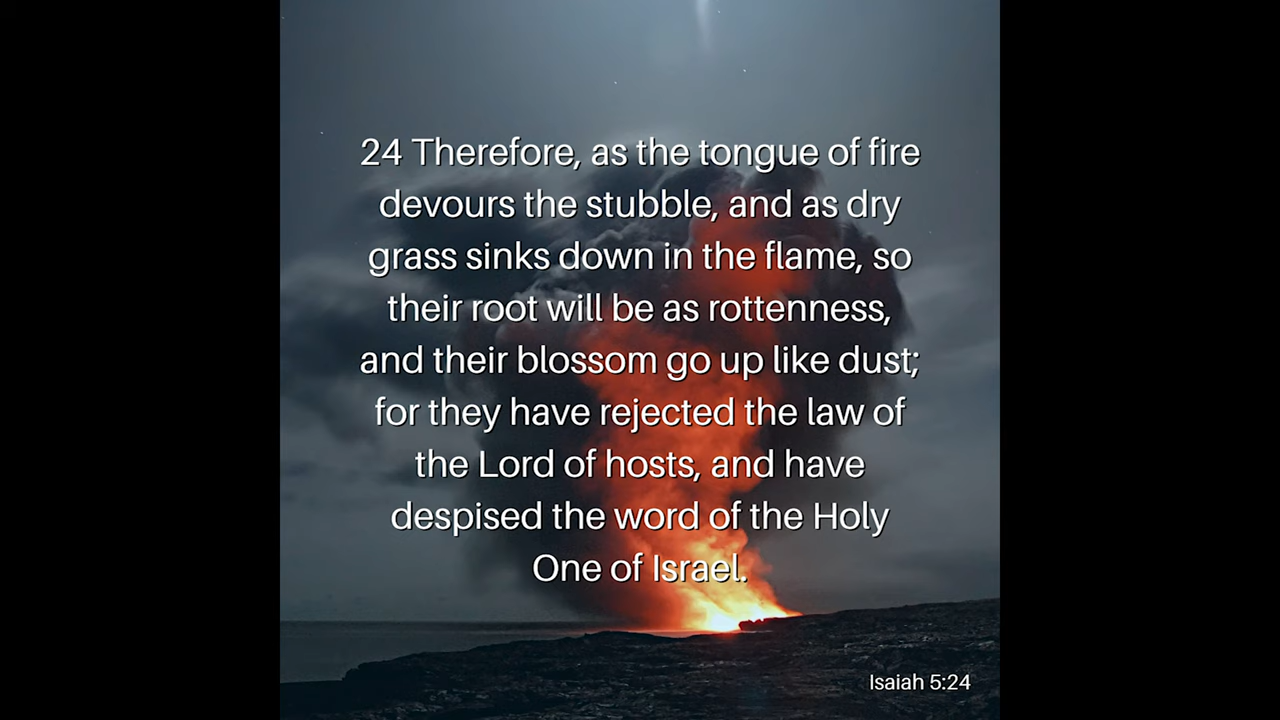 24 Therefore, as the tongue of fire
devours the stubble, and as dry
grass sinks down in the flame, so
their root will be as rottenness,
and their blossom go up like dust;
for they have rejected the law of
the Lord of hosts, and have
despised the word of the Holy
One of Israel.
Isaiah 5:24